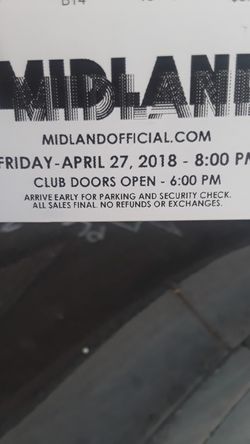 B14
MIDLAND
MIDLANDOFFICIAL.COM
FRIDAY-APRIL 27, 2018 - 8:00 PM
CLUB DOORS OPEN - 6:00 PM
ARRIVE EARLY FOR PARKING AND SECURITY CHECK.
ALL SALES FINAL. NO REFUNDS OR EXCHANGES.